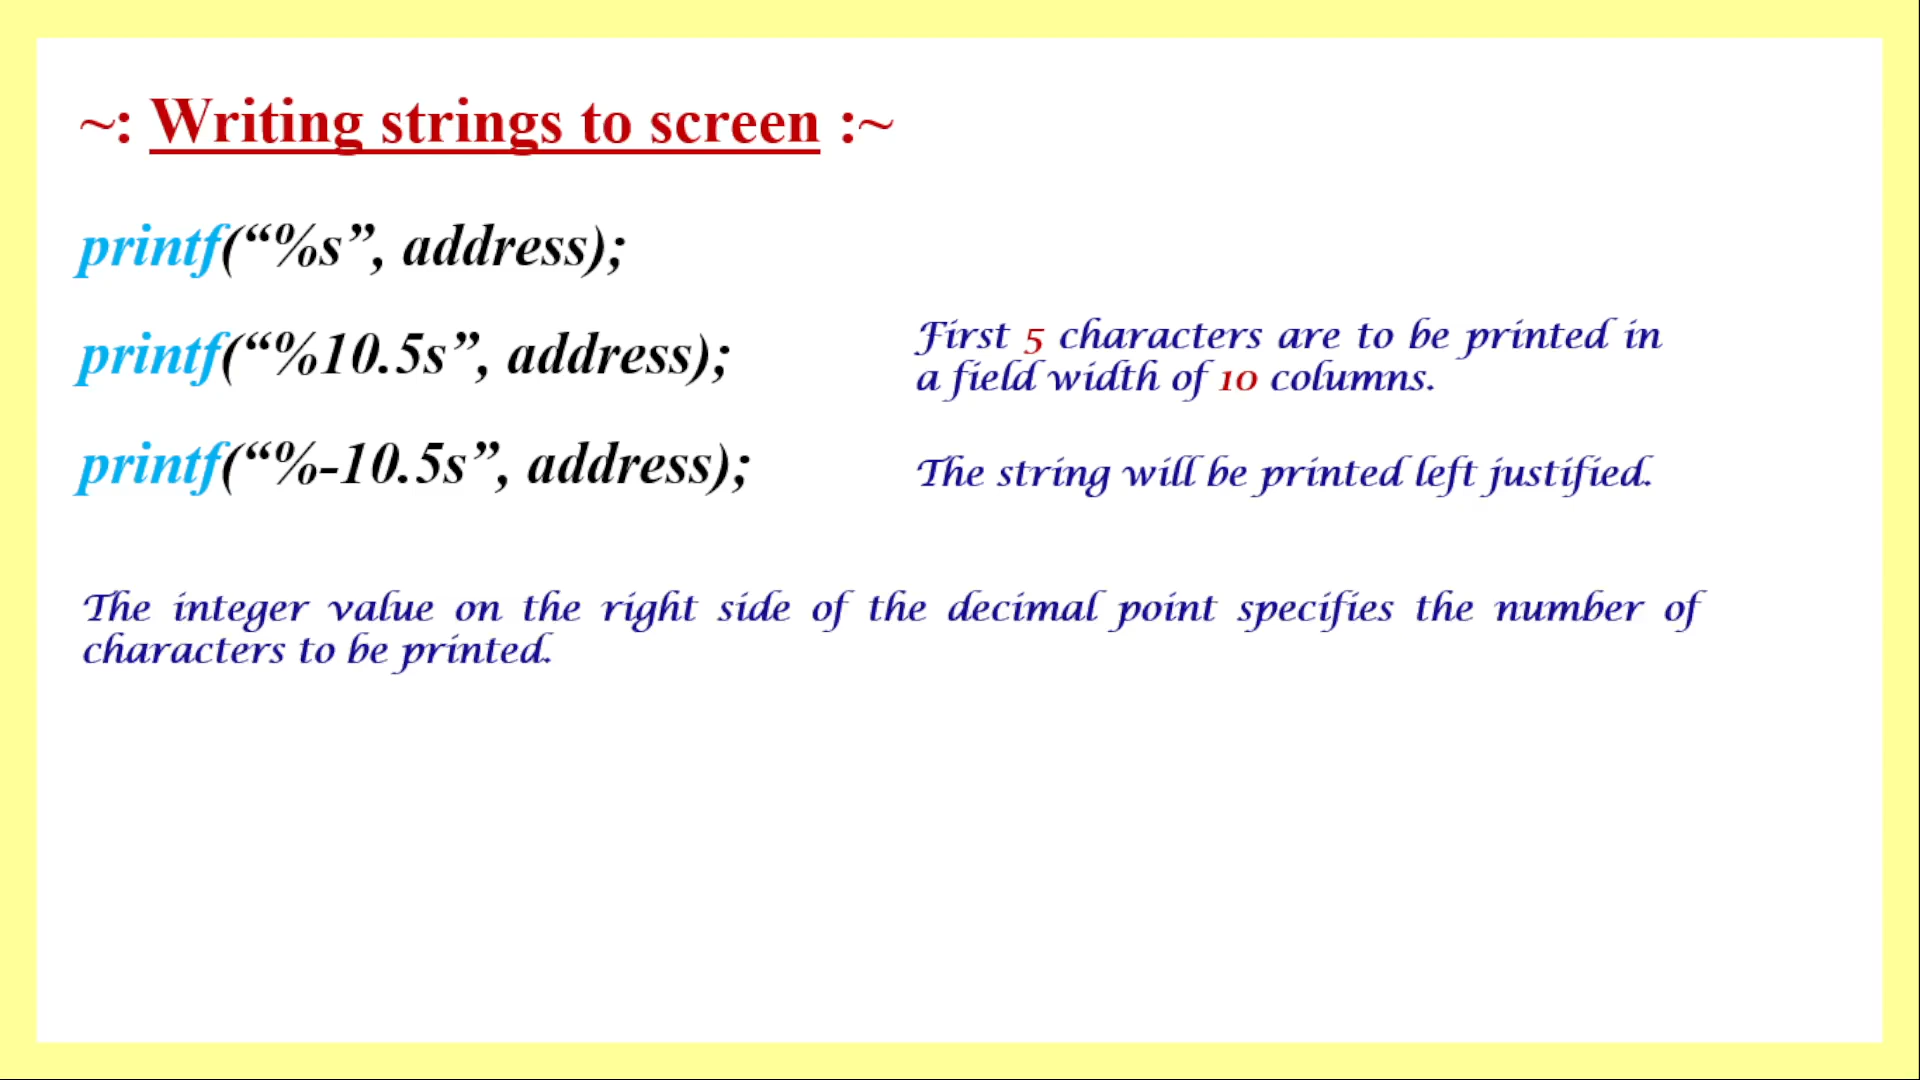 ~: Writing strings to screen :~
printf(“%s”, address);
printf(“%10.5s”, address);
First 5 characters are to be printed in
a field width of 10 columns.
printf(“%-10.5s”, address);
The string will be printed left justified.
The integer value on the right side of the decimal point specifies the number of
characters to be printed.